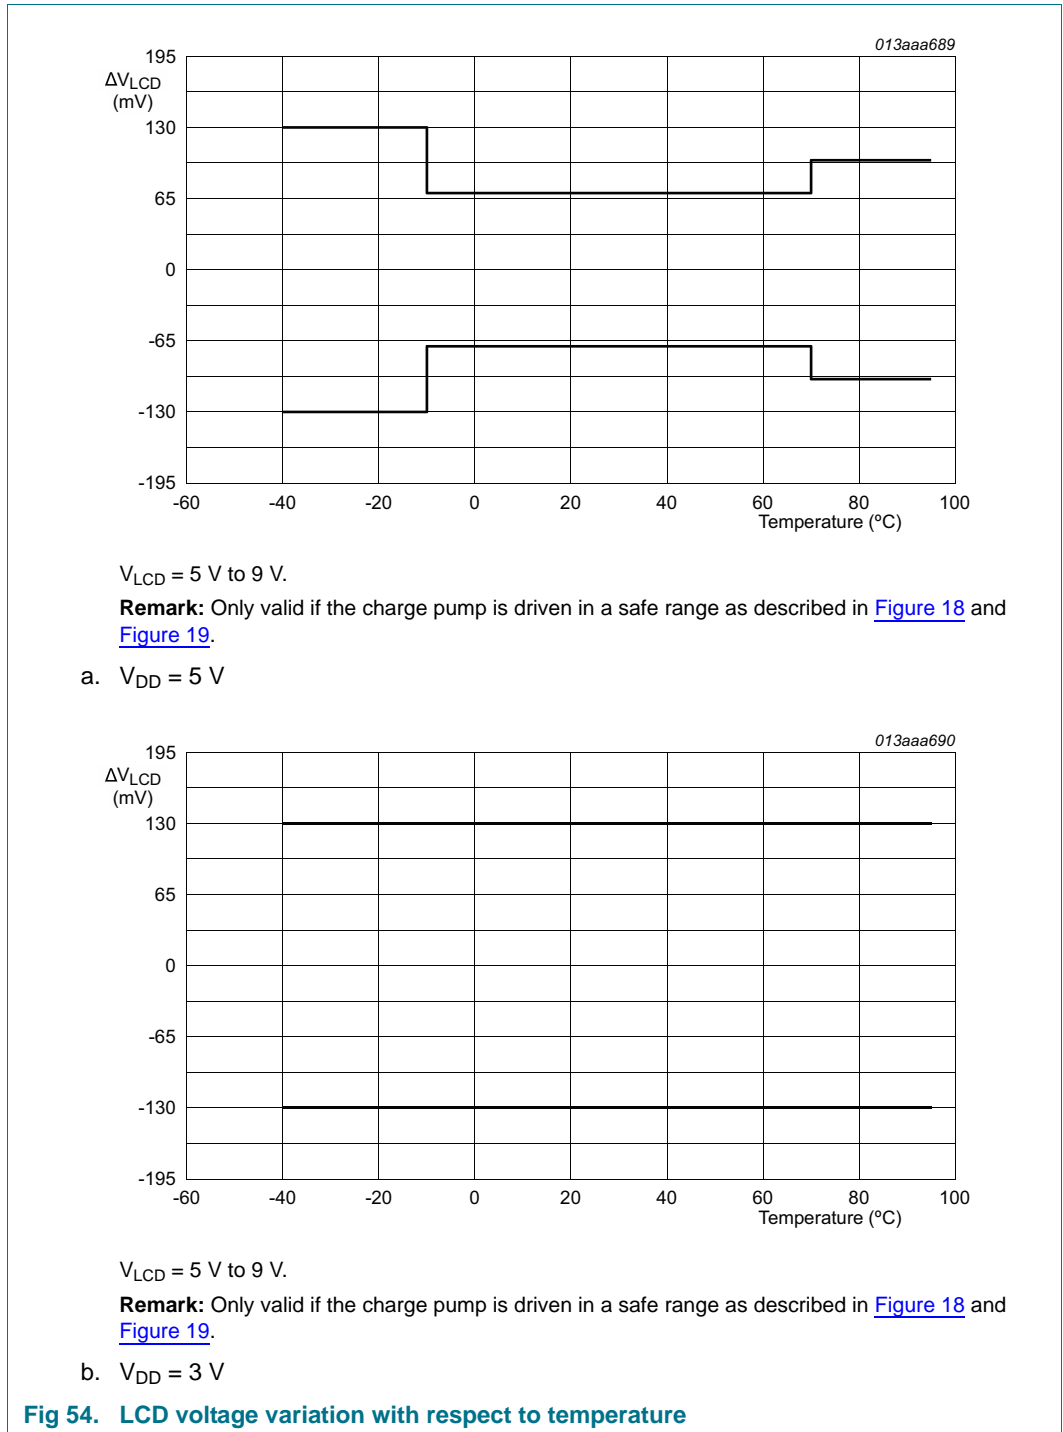 013aaa689
195
ΔVLCD
(mV)
130
65
0
-65
-130
-195
-60 -40 -20 0 20 40 60 80 100
Temperature (ºC)
VLCD = 5 V to 9 V.
Remark: Only valid if the charge pump is driven in a safe range as described in Figure 18 and
Figure 19.
a. VDD = 5 V
013aaa690
195
ΔVLCD
(mV)
130
65
0
-65
-130
-195
-60 -40 -20 0 20 40 60 80 100
Temperature (ºC)
VLCD = 5 V to 9 V.
Remark: Only valid if the charge pump is driven in a safe range as described in Figure 18 and
Figure 19.
b. VDD = 3 V
Fig 54. LCD voltage variation with respect to temperature